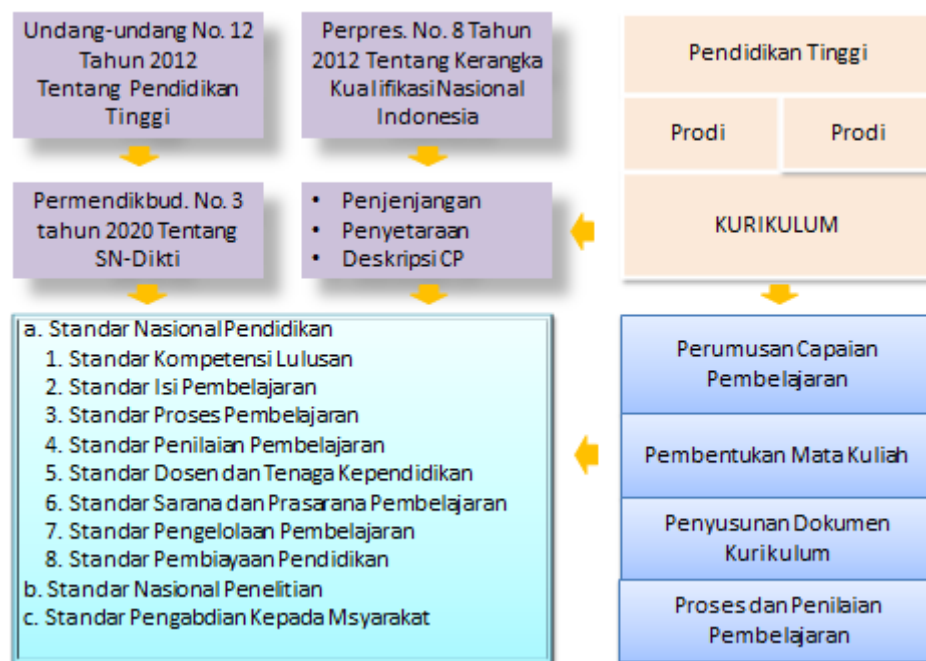 Undang-undang No. 12
Tahun 2012
Tentang Pendidikan
Tinggi
Perpres. No. 8 Tahun
2012 Tentang Kerangka
Kualifikasi Nasional
Indonesia
Pendidikan Tinggi
Prodi
Prodi
KURIKULUM
Permendikbud. No. 3
tahun 2020 Tentang
SN-Dikti
• Penjenjangan
• Penyetaraan
• Deskripsi CP
a. Standar Nasional Pendidikan
1. Standar Kompetensi Lulusan
2. Standar Isi Pembelajaran
3. Standar Proses Pembelajaran
4. Standar Penilaian Pembelajaran
5. Standar Dosen dan Tenaga Kependidikan
6. Standar Sarana dan Prasarana Pembelajaran
7. Standar Pengelolaan Pembelajaran
8. Standar Pembiayaan Pendidikan
b. Standar Nasional Penelitian
c. Standar Pengabdian Kepada Msyarakat
Perumusan Capaian
Pembelajaran
Pembentukan Mata Kuliah
Penyusunan Dokumen
Kurikulum
Proses dan Penilaian
Pembelajaran